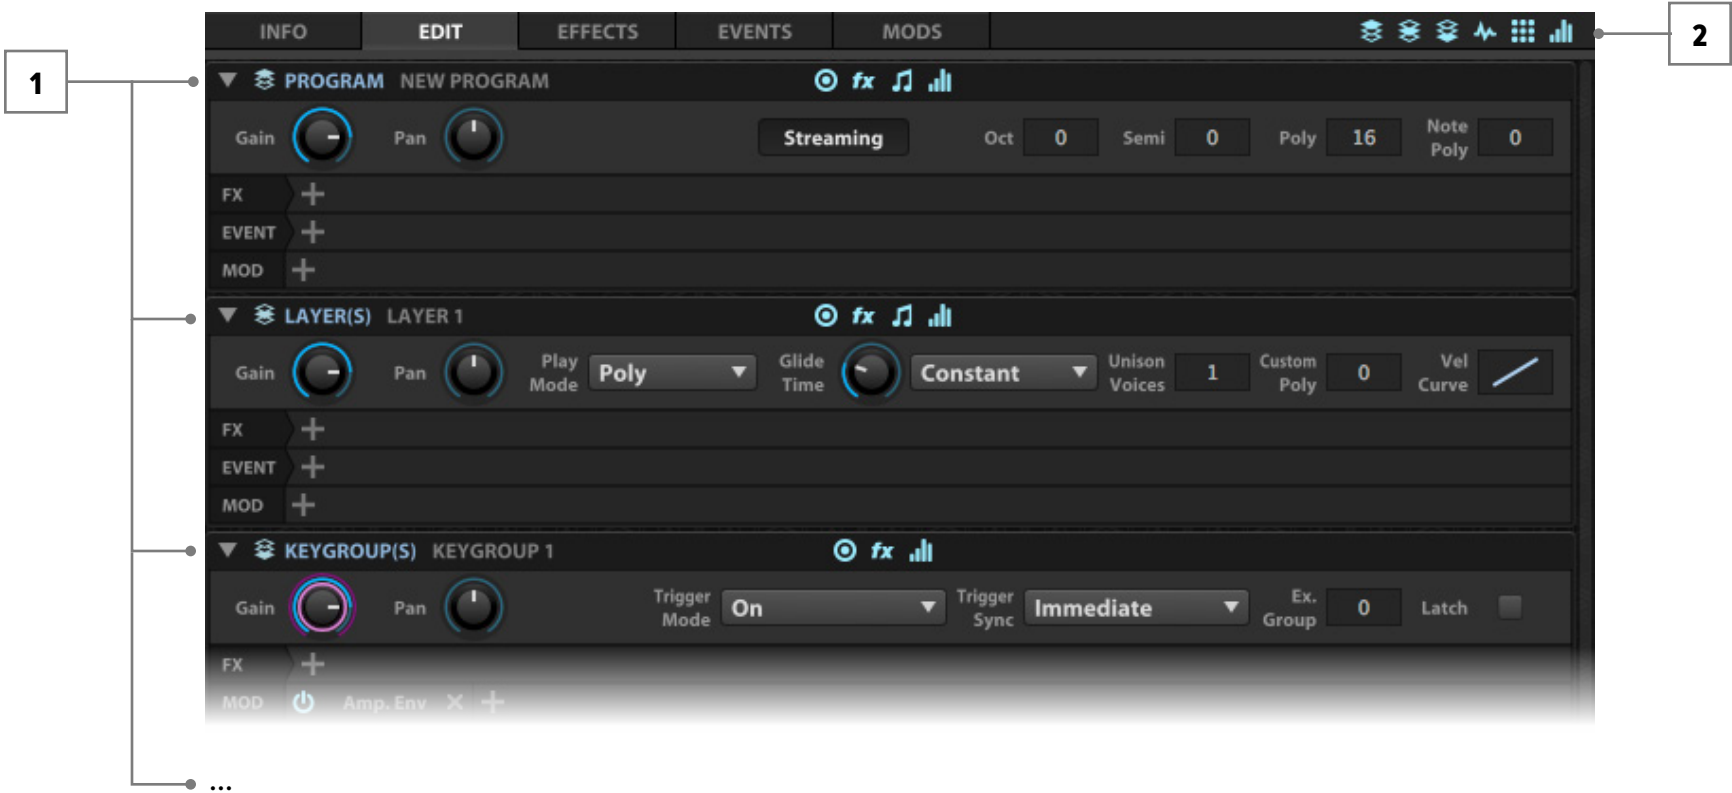 INFO EDIT EFFECTS EVENTS MODS
2
1
PROGRAM NEW PROGRAM fx
Gain Pan Streaming Oct 0 Semi 0 Poly 16 Note Poly 0
FX
EVENT
MOD
LAYER(S) LAYER 1 fx
Gain Pan Play Mode Poly Glide Time Constant Unison Voices 1 Custom Poly 0 Vel Curve
FX
EVENT
MOD
KEYGROUP(S) KEYGROUP 1 fx
Gain Pan Trigger Mode On Trigger Sync Immediate Ex. Group 0 Latch
FX
MOD Amp. Env
...